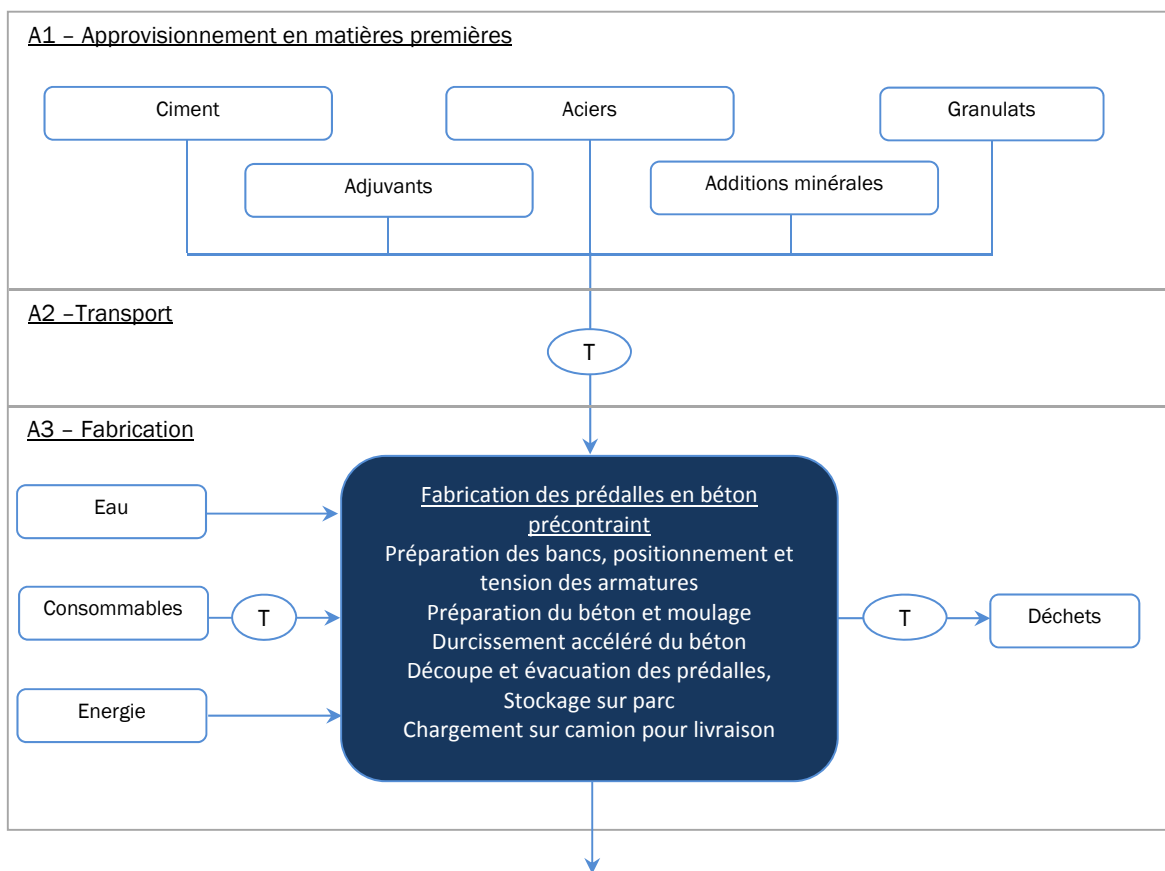 A1 – Approvisionnement en matières premières
Ciment
Aciers
Granulats
Adjuvants
Additions minérales
A2 –Transport
T
A3 – Fabrication
Eau
Consommables
T
Energie
Fabrication des prédalles en béton
précontraint
Préparation des bancs, positionnement et
tension des armatures
Préparation du béton et moulage
Durcissement accéléré du béton
Découpe et évacuation des prédalles,
Stockage sur parc
Chargement sur camion pour livraison
T
Déchets